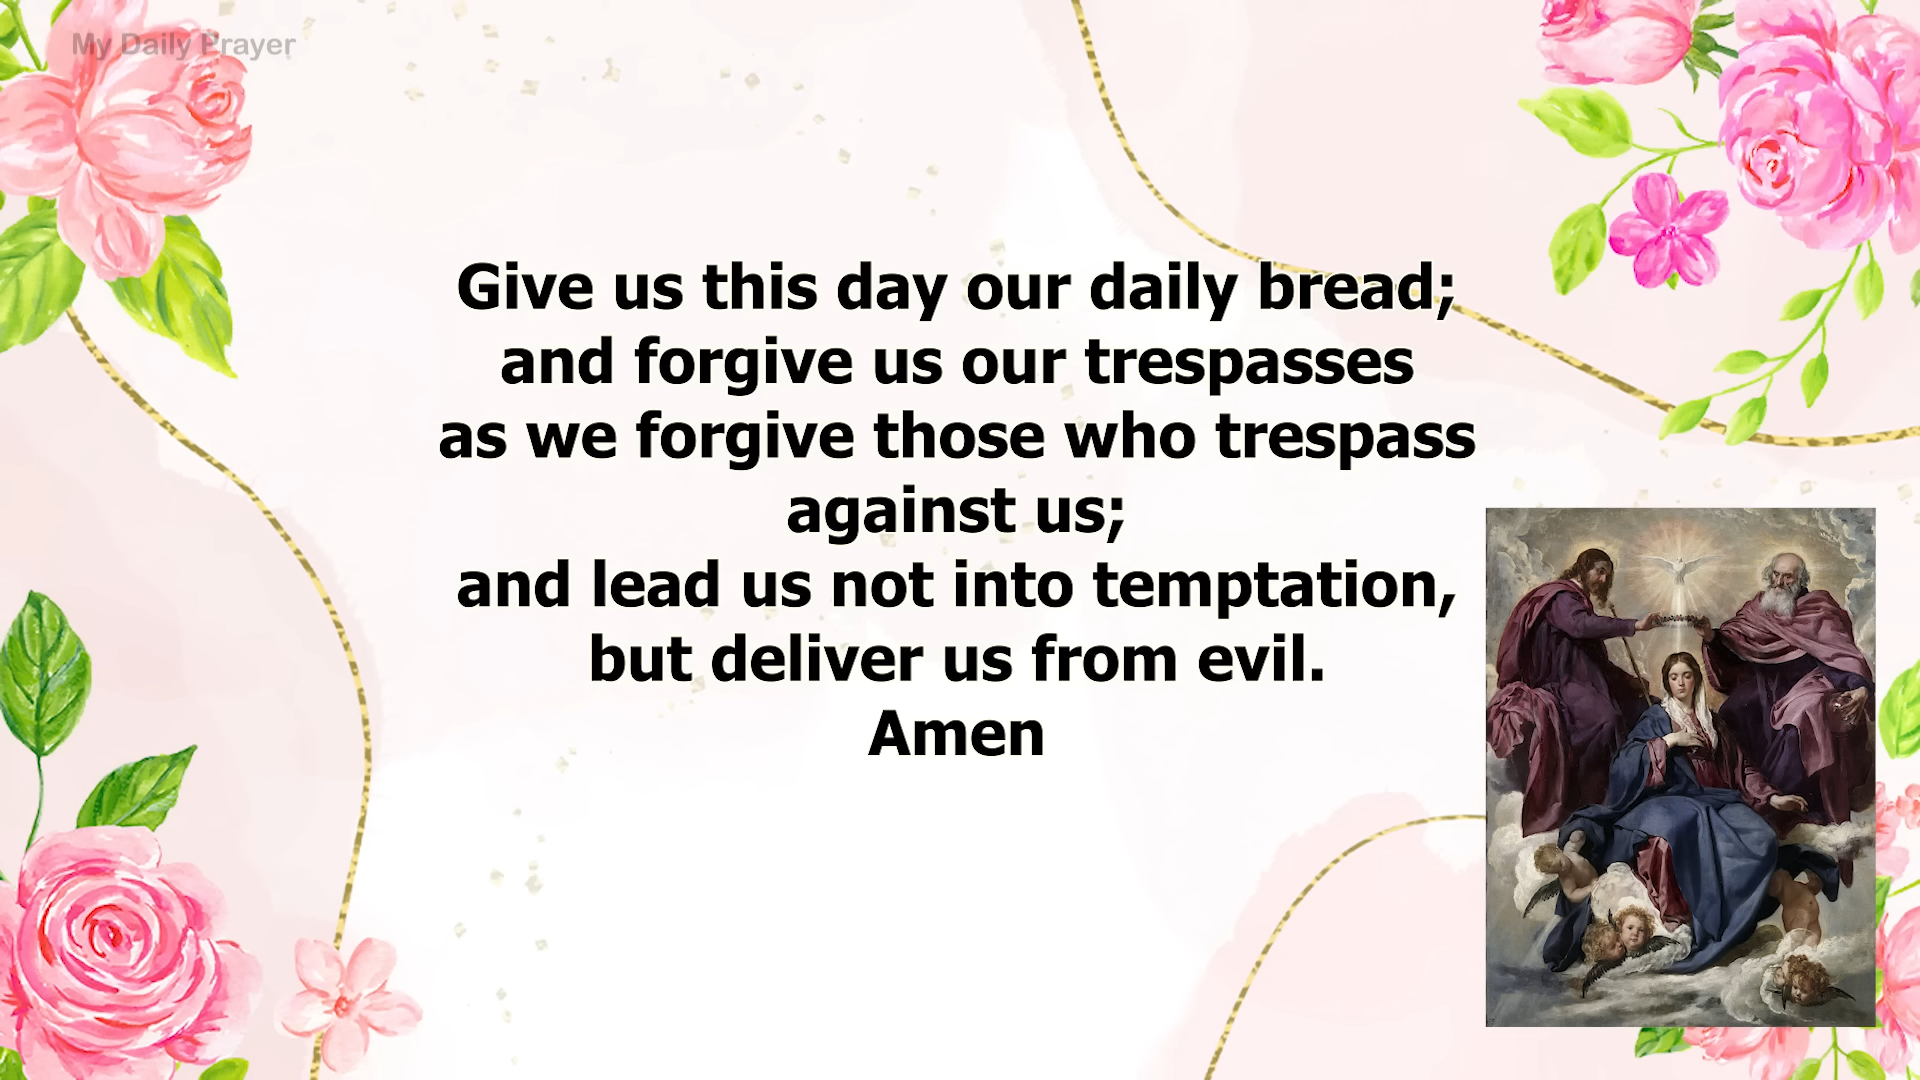 My Daily Prayer
Give us this day our daily bread;
and forgive us our trespasses
as we forgive those who trespass
against us;
and lead us not into temptation,
but deliver us from evil.
Amen